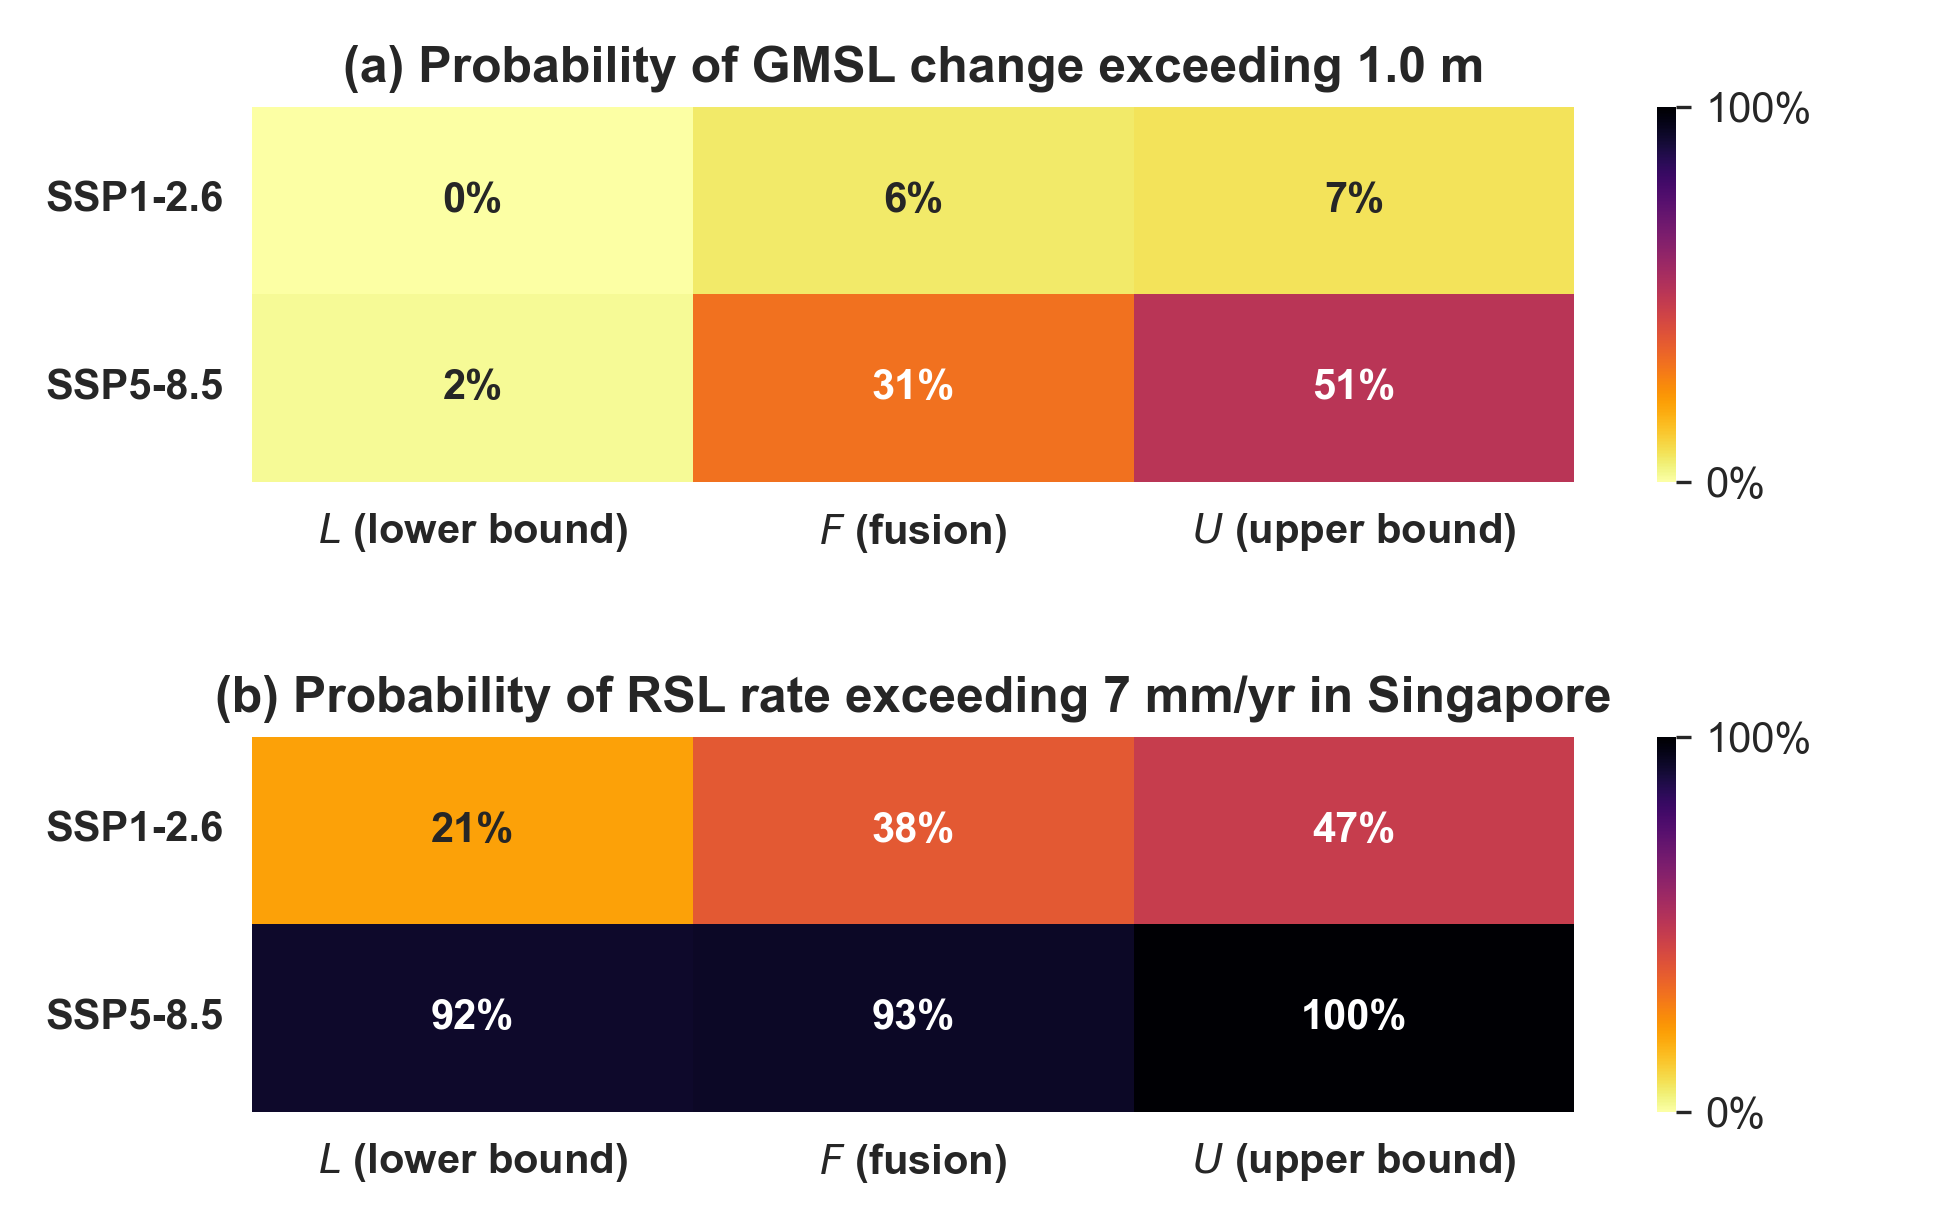 (a) Probability of GMSL change exceeding 1.0 m
100%
SSP1-2.6
0%
6%
7%
SSP5-8.5
2%
31%
51%
0%
L (lower bound)
F (fusion)
U (upper bound)
(b) Probability of RSL rate exceeding 7 mm/yr in Singapore
100%
SSP1-2.6
21%
38%
47%
SSP5-8.5
92%
93%
100%
0%
L (lower bound)
F (fusion)
U (upper bound)